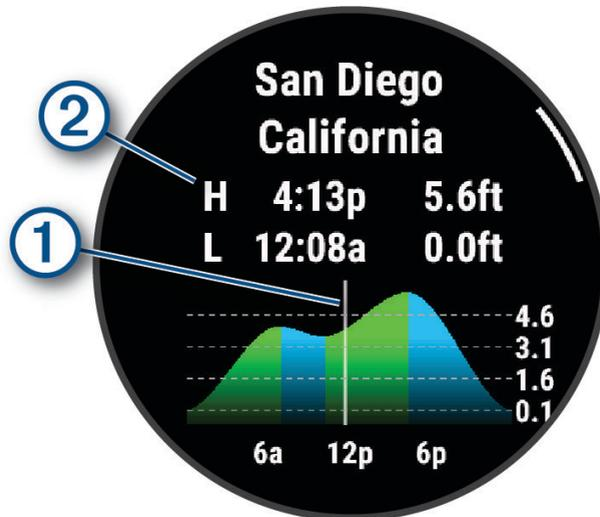 San Diego
California
2
H 4:13p 5.6ft
1
L 12:08a 0.0ft
4.6
3.1
1.6
0.1
6a 12p 6p